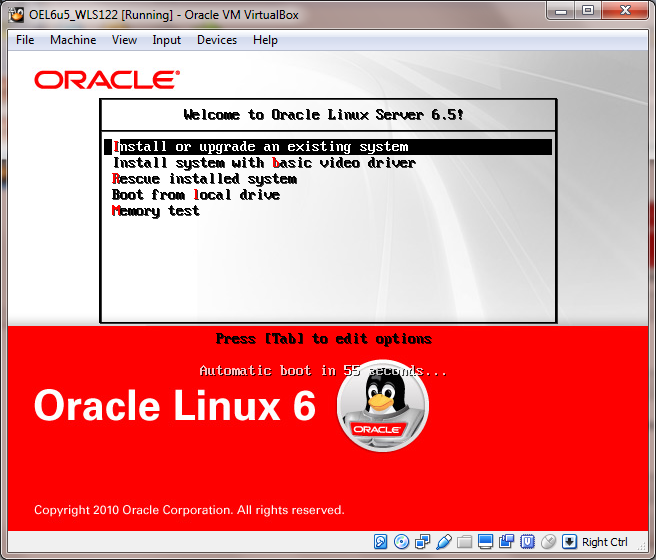 OEL6u5_WLS122 [Running] - Oracle VM VirtualBox
File Machine View Input Devices Help
ORACLE®
Welcome to Oracle Linux Server 6.5!
Install or upgrade an existing system
Install system with basic video driver
Rescue installed system
Boot from local drive
Memory test
Press [Tab] to edit options
Automatic boot in 55 seconds...
Oracle Linux 6
ORACLE
Copyright 2010 Oracle Corporation. All rights reserved.
Right Ctrl